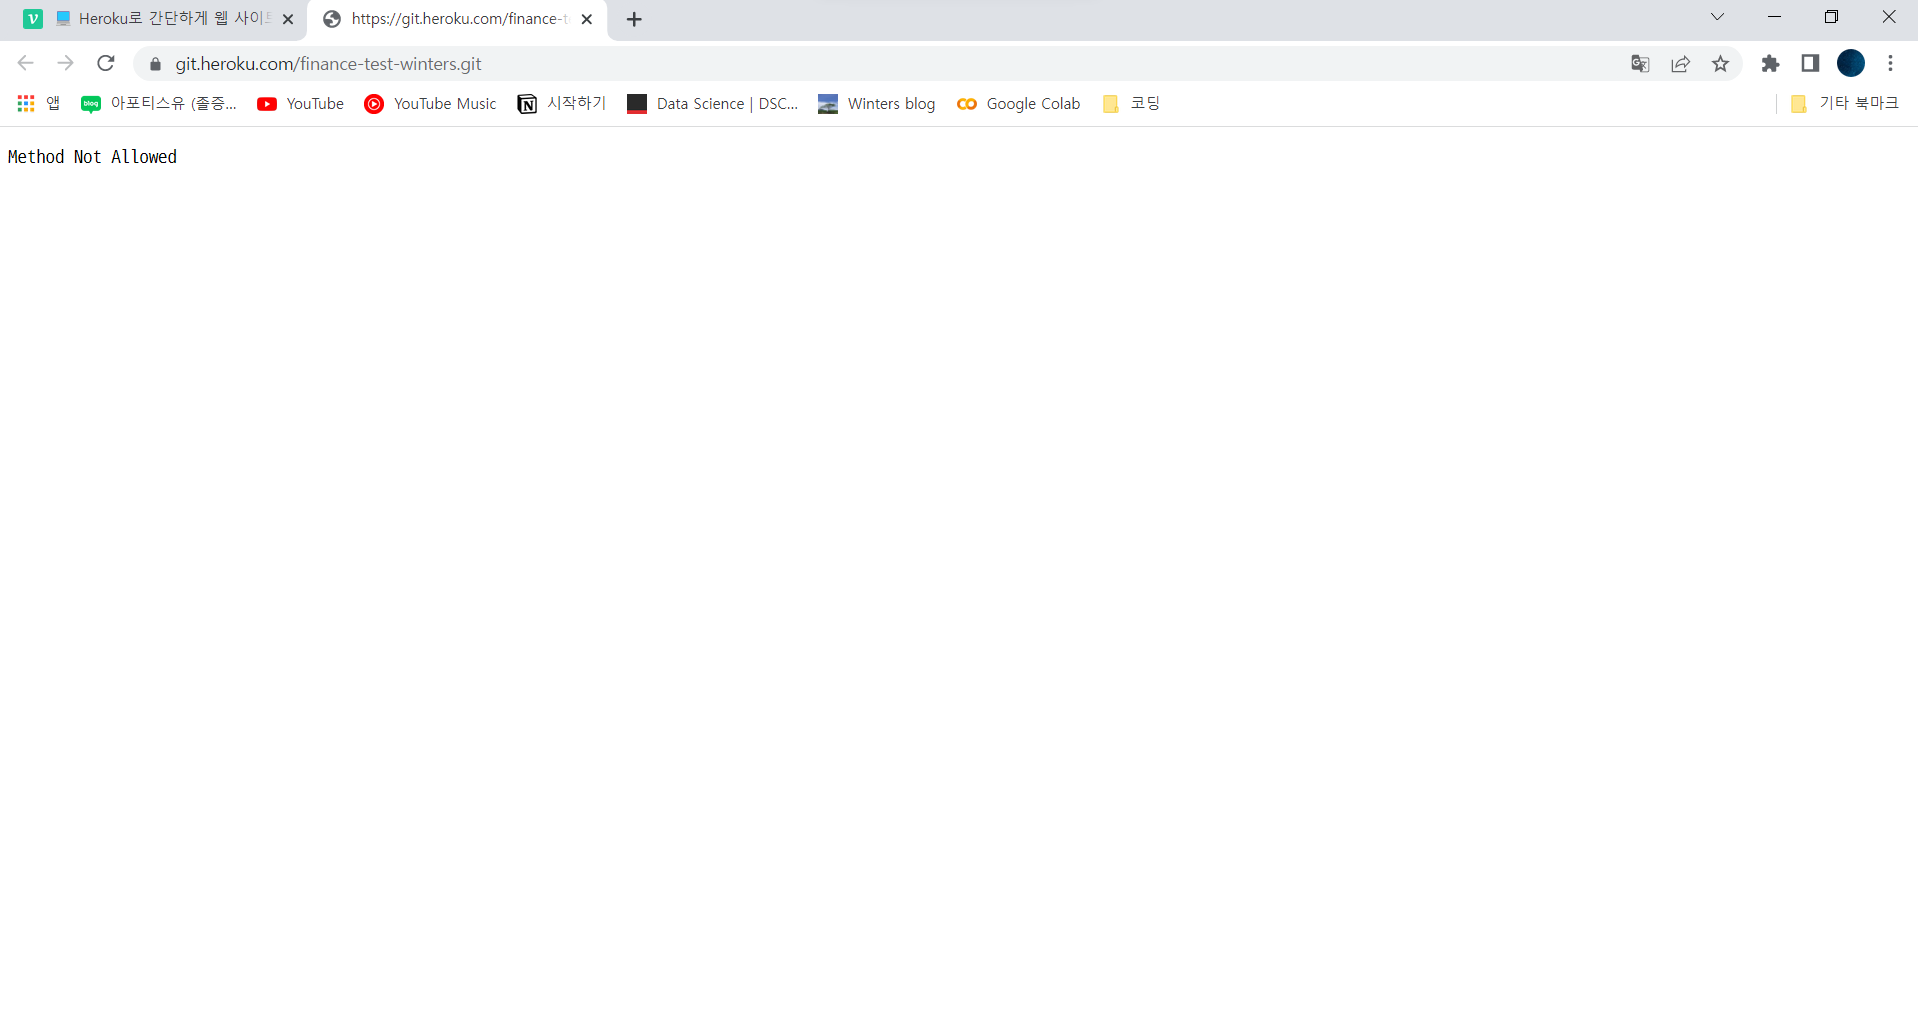 Heroku로 간단하게 웹 사이트
https://git.heroku.com/finance-t
git.heroku.com/finance-test-winters.git
앱
blog
아포티스유 (졸증...
YouTube
YouTube Music
시작하기
Data Science | DSC...
Winters blog
Google Colab
코딩
기타 북마크
Method Not Allowed